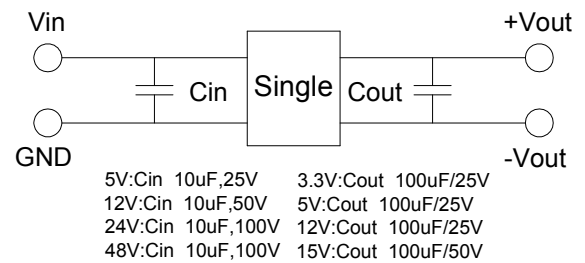 Vin +Vout
Cin Single Cout
GND -Vout
5V:Cin 10uF,25V 3.3V:Cout 100uF/25V
12V:Cin 10uF,50V 5V:Cout 100uF/25V
24V:Cin 10uF,100V 12V:Cout 100uF/25V
48V:Cin 10uF,100V 15V:Cout 100uF/50V